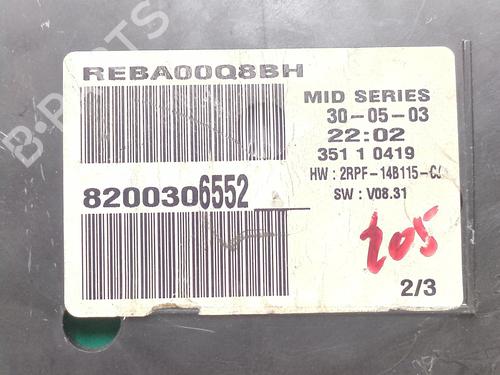 REBA00Q8BH
MID SERIES
30-05-03
22:02
8200306552
351 1 0419
HW : 2RPF-14B115-CJ
SW : V08.31
205
2/3
B-PARTS